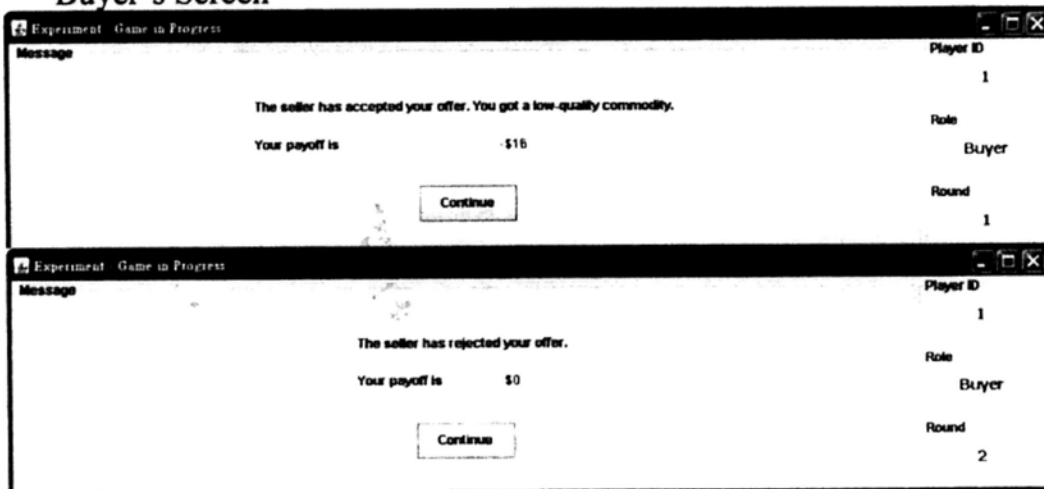 Buyer's Screen
Experiment Game in Progress
Message
Player ID
1
The seller has accepted your offer. You got a low-quality commodity.
Role
Your payoff is -$16
Buyer
Continue
Round
1
Experiment Game in Progress
Message
Player ID
1
The seller has rejected your offer.
Role
Your payoff is $0
Buyer
Continue
Round
2